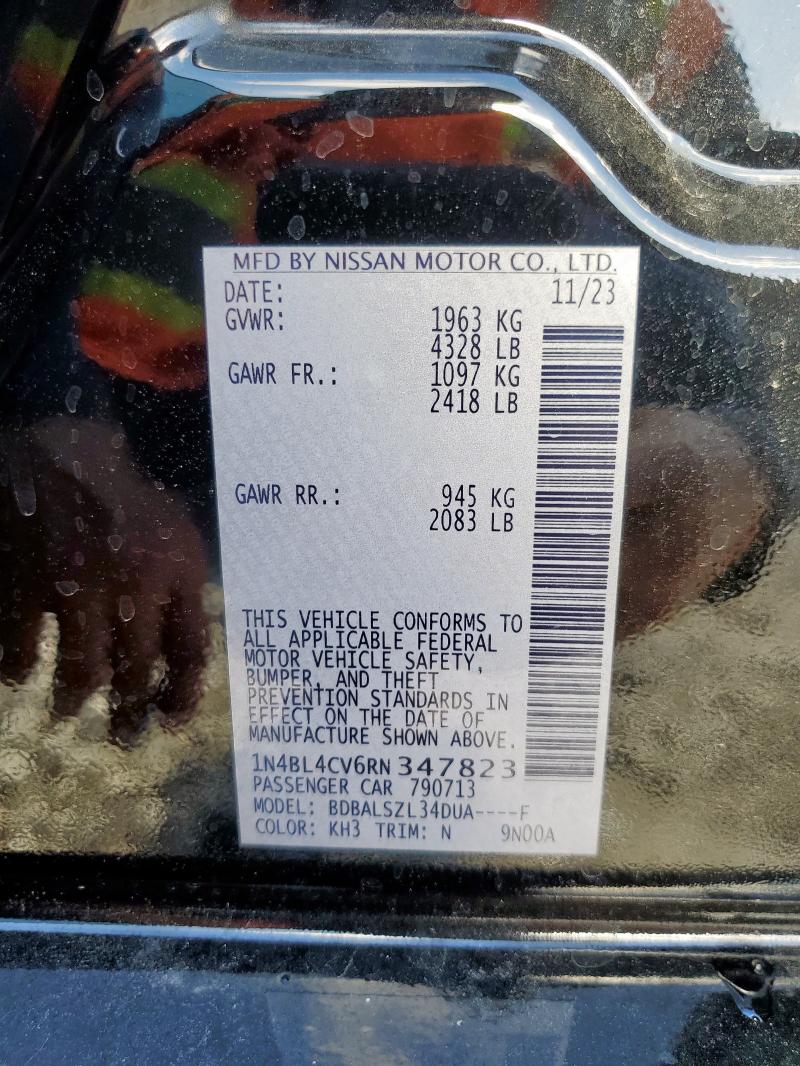 MFD BY NISSAN MOTOR CO., LTD.
DATE: 11/23
GVWR: 1963 KG
4328 LB
GAWR FR.: 1097 KG
2418 LB
GAWR RR.: 945 KG
2083 LB
THIS VEHICLE CONFORMS TO
ALL APPLICABLE FEDERAL
MOTOR VEHICLE SAFETY,
BUMPER, AND THEFT
PREVENTION STANDARDS IN
EFFECT ON THE DATE OF
MANUFACTURE SHOWN ABOVE.
1N4BL4CV6RN347823
PASSENGER CAR 790713
MODEL: BDBALSZL34DUA----F
COLOR: KH3 TRIM: N 9N00A